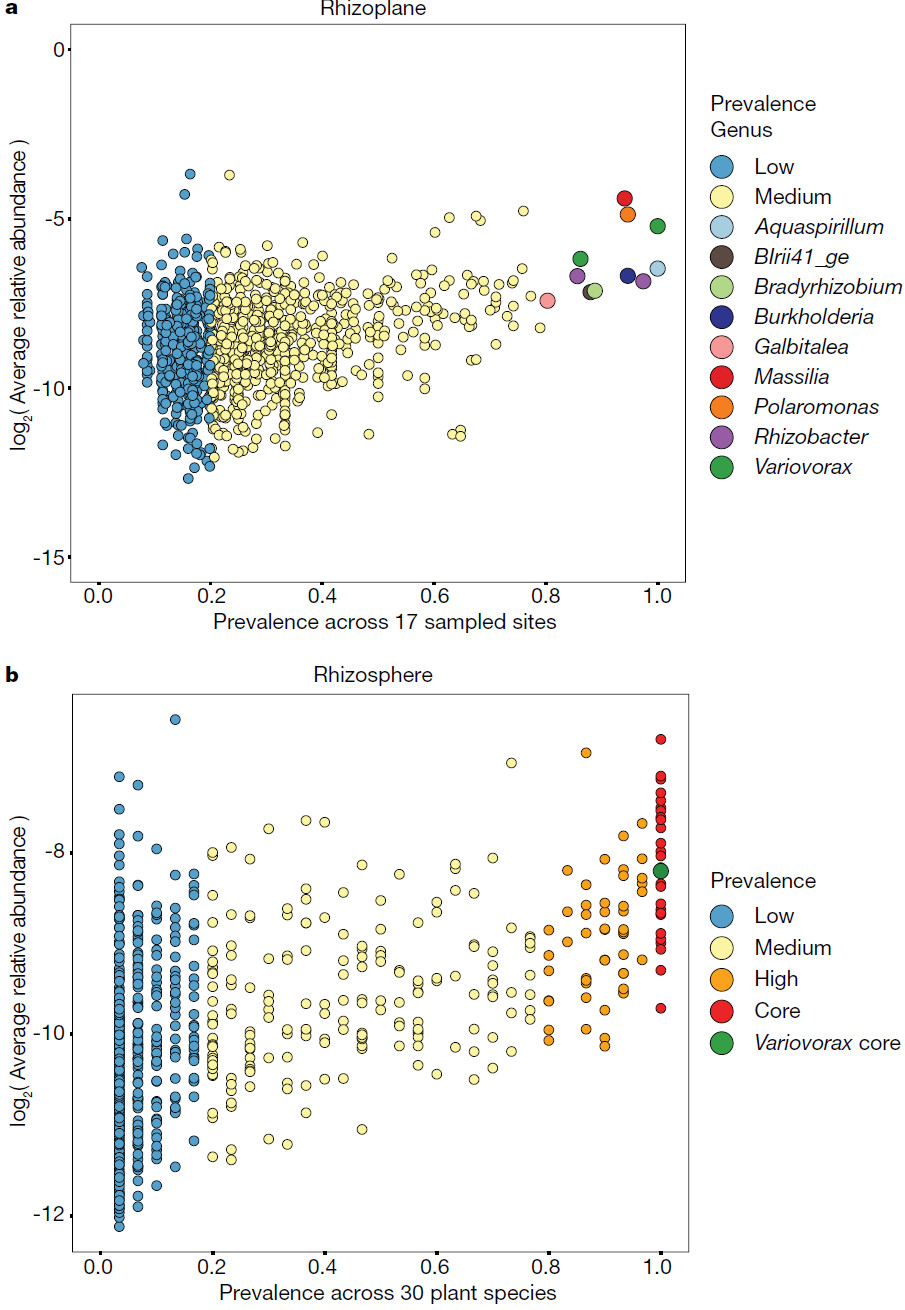 a
Rhizoplane
0
-5
-10
-15
log2( Average relative abundance )
0.0 0.2 0.4 0.6 0.8 1.0
Prevalence across 17 sampled sites
Prevalence
Genus
Low
Medium
Aquaspirillum
Blrii41_ge
Bradyrhizobium
Burkholderia
Galbitalea
Massilia
Polaromonas
Rhizobacter
Variovorax
b
Rhizosphere
-8
-10
-12
log2( Average relative abundance )
0.0 0.2 0.4 0.6 0.8 1.0
Prevalence across 30 plant species
Prevalence
Low
Medium
High
Core
Variovorax core